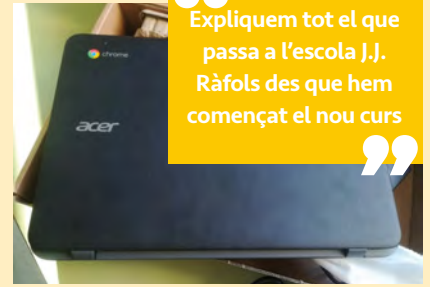 Expliquem tot el que
passa a l'escola J.J.
Ràfols des que hem
començat el nou curs
”
chrome
acer